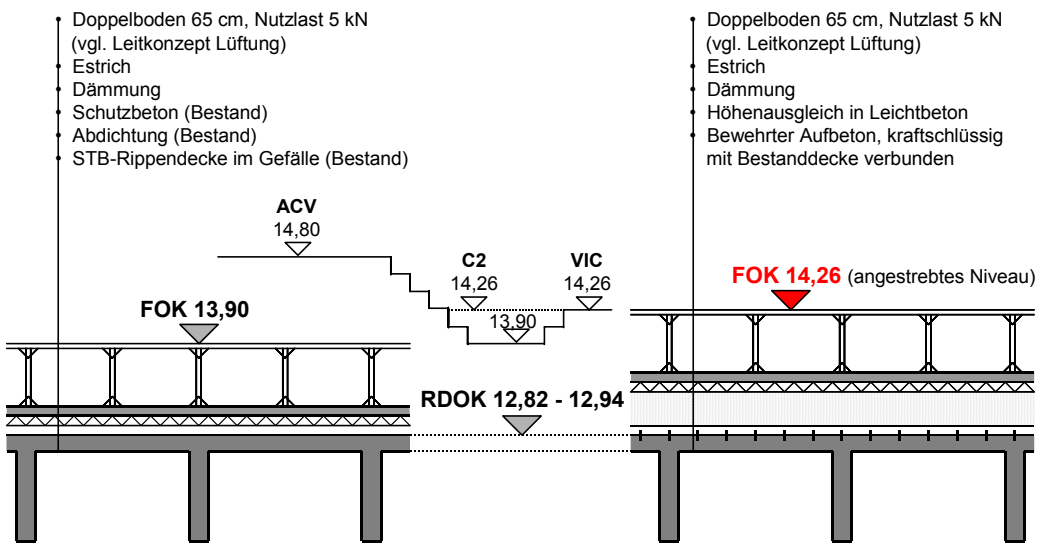 Doppelboden 65 cm, Nutzlast 5 kN
(vgl. Leitkonzept Lüftung)
Estrich
Dämmung
Schutzbeton (Bestand)
Abdichtung (Bestand)
STB-Rippendecke im Gefälle (Bestand)
Doppelboden 65 cm, Nutzlast 5 kN
(vgl. Leitkonzept Lüftung)
Estrich
Dämmung
Höhenausgleich in Leichtbeton
Bewehrter Aufbeton, kraftschlüssig
mit Bestanddecke verbunden
ACV
14,80
C2
14,26
VIC
14,26
13,90
FOK 13,90
FOK 14,26 (angestrebtes Niveau)
RDOK 12,82 - 12,94